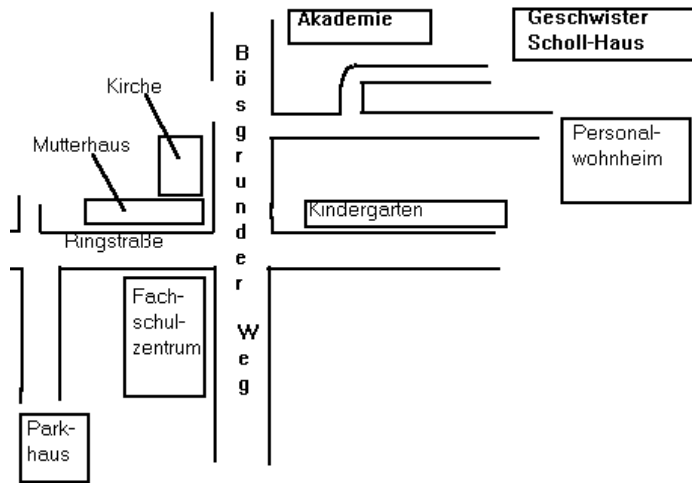 Akademie
Geschwister
Scholl-Haus
Kirche
Mutterhaus
Bösgrunder Weg
Personal-
wohnheim
Kindergarten
Ringstraße
Fach-
schul-
zentrum
Park-
haus